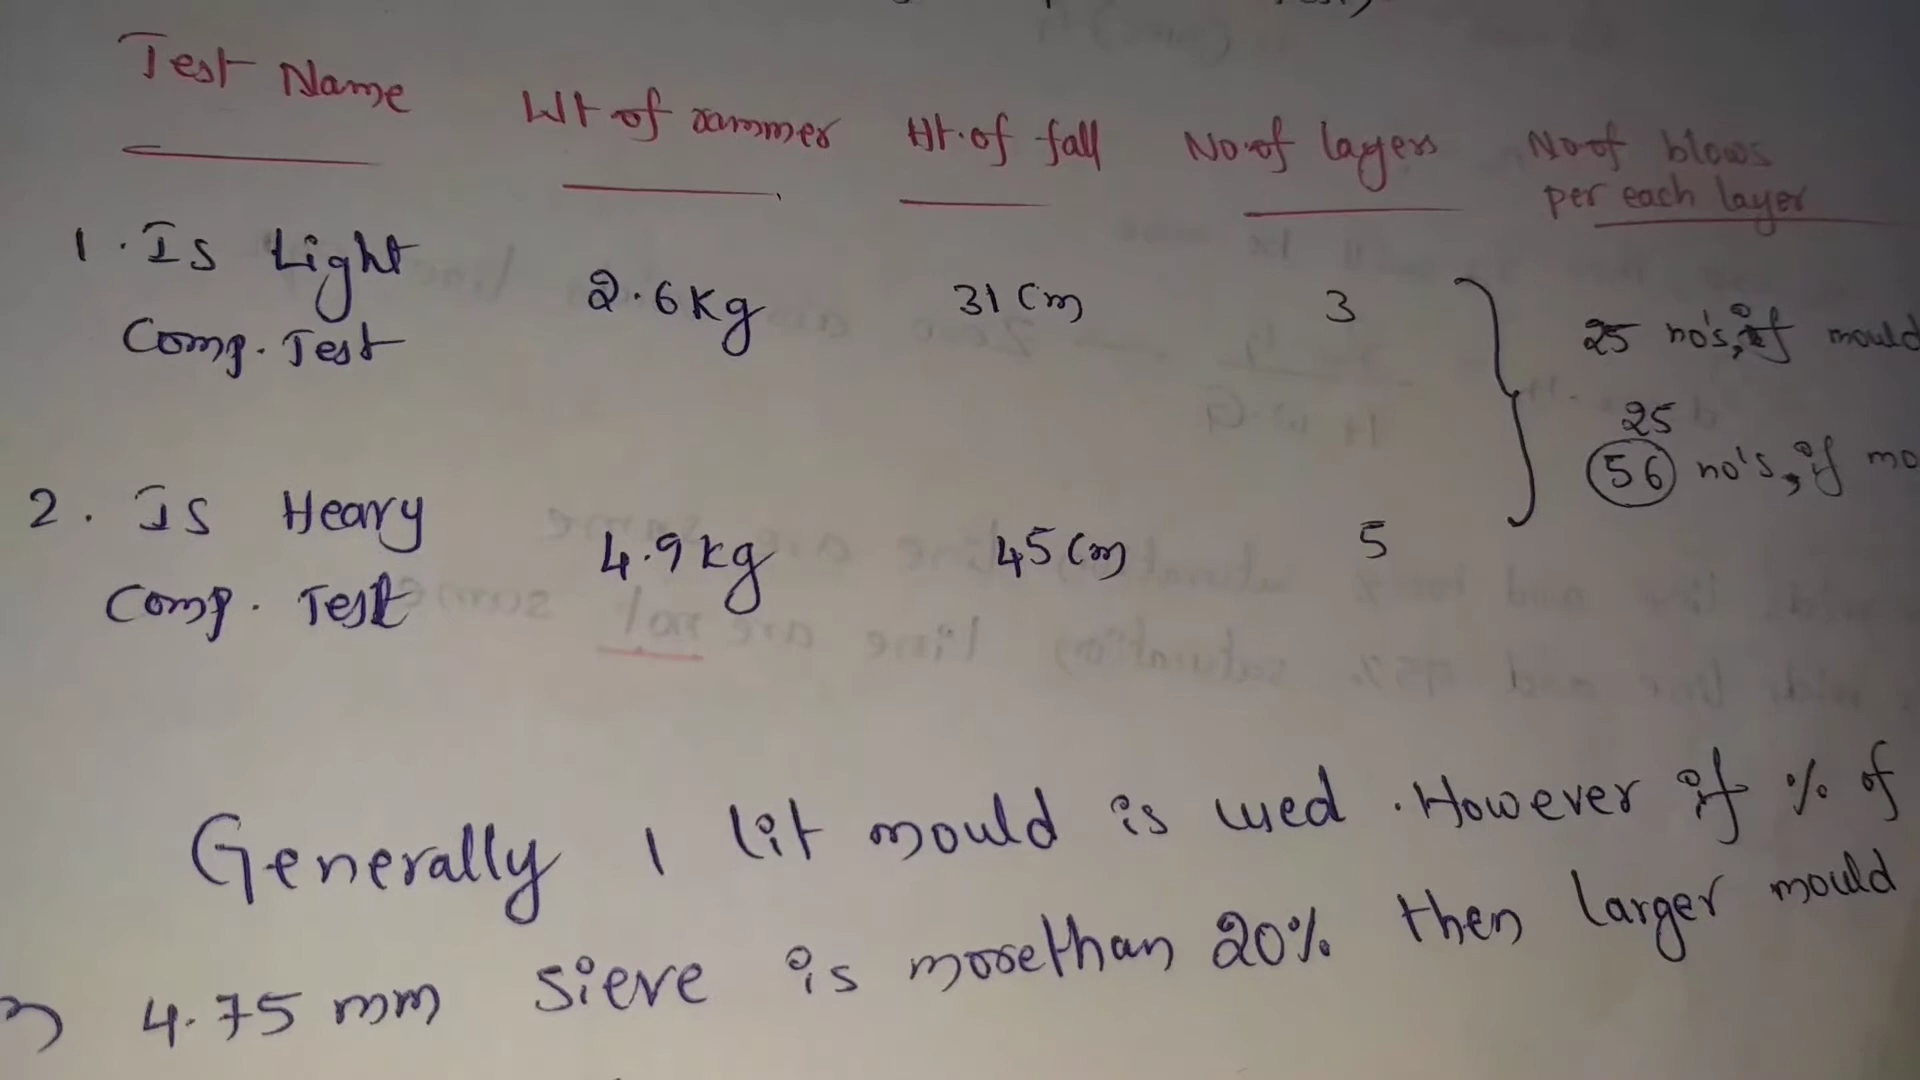 Test Name Wt of rammer Ht. of fall No. of layers No of blows
per each layer
1. Is Light 2.6 Kg 31 Cm 3
Comp. Test
25 no's, if mould
25
56 no's, if mo
2. Is Heavy 4.9 kg 45 Cm 5
Comp. Test
Generally 1 lit mould is used. However if % of
4.75 mm sieve is morethan 20% then larger mould